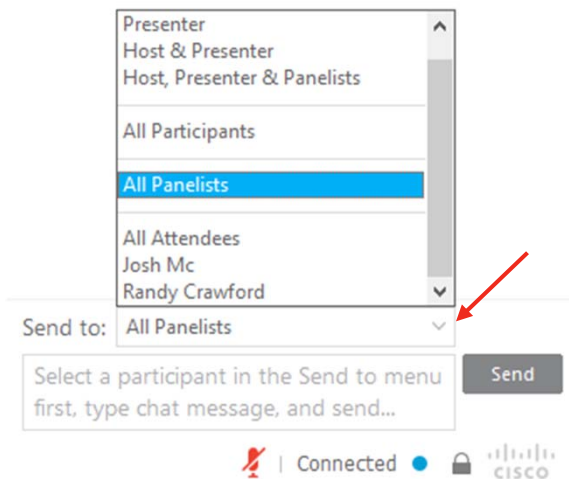 Presenter
Host & Presenter
Host, Presenter & Panelists
All Participants
All Panelists
All Attendees
Josh Mc
Randy Crawford
Send to: All Panelists
Select a participant in the Send to menu
first, type chat message, and send...
Send
| Connected
CISCO